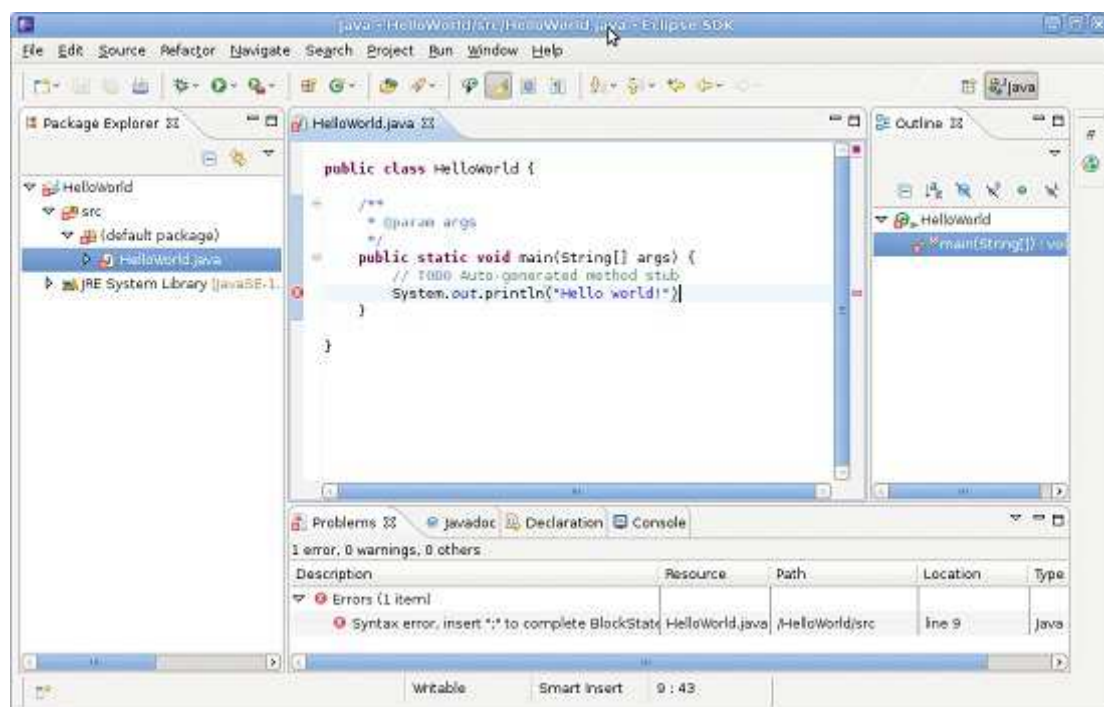 Java - HelloWorld/src/HelloWorld.java - Eclipse SDK
File Edit Source Refactor Navigate Search Project Run Window Help
Java
Package Explorer
HelloWorld.java
Outline
HelloWorld
src
(default package)
HelloWorld.java
JRE System Library [JavaSE-1.
public class HelloWorld {
/**
* @param args
*/
public static void main(String[] args) {
// TODO Auto-generated method stub
System.out.println("Hello world!")
}
}
HelloWorld
main(String[]) : voi
Problems Javadoc Declaration Console
1 error, 0 warnings, 0 others
Description Resource Path Location Type
Errors (1 item)
Syntax error, insert ";" to complete BlockState HelloWorld.java /HelloWorld/src line 9 Java
Writable Smart Insert 9 : 43